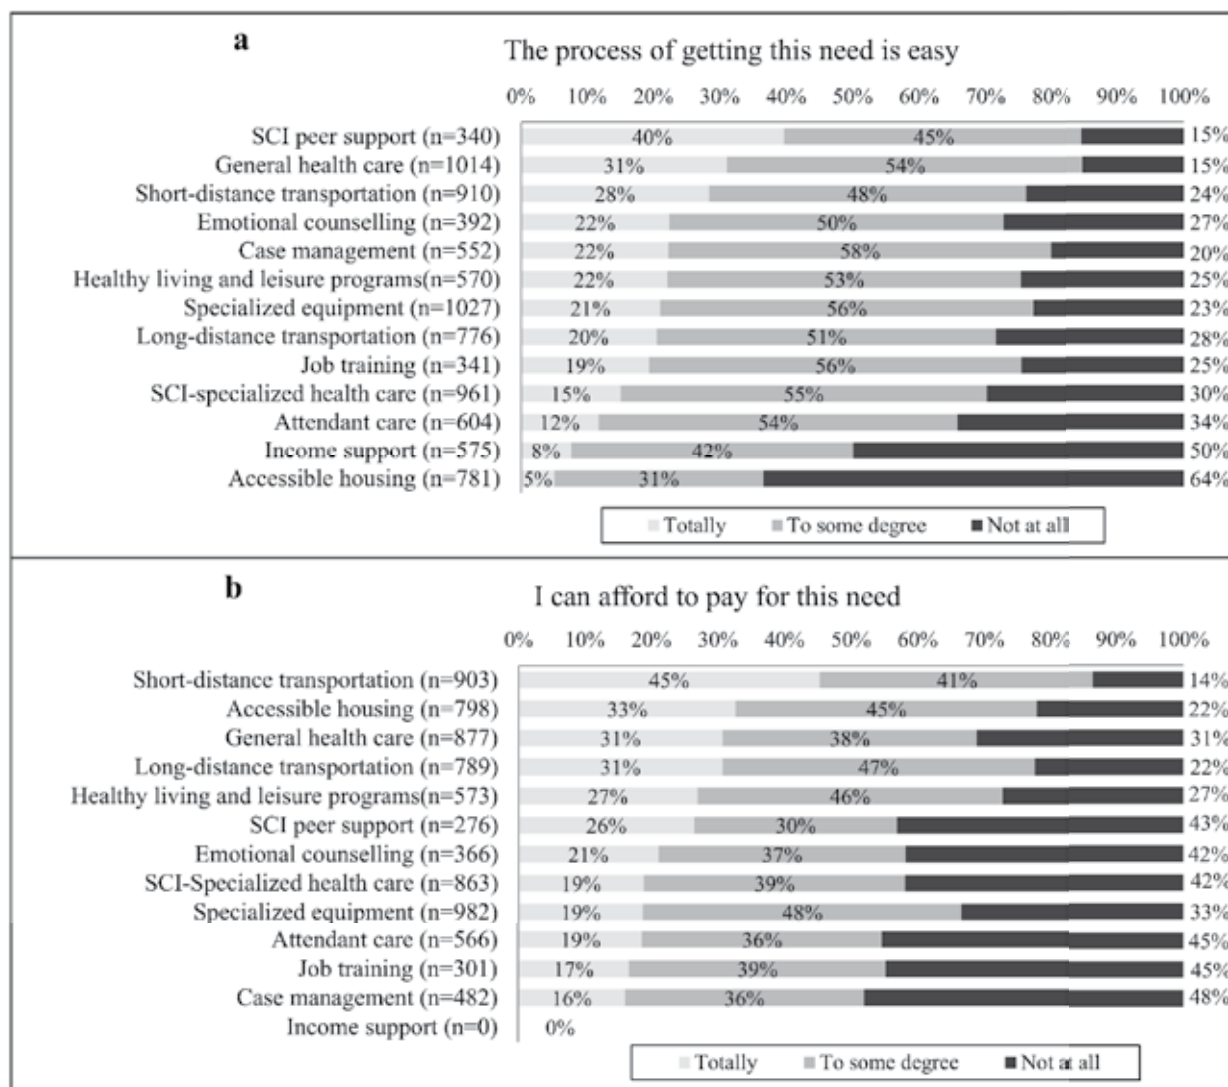 a
The process of getting this need is easy
0% 10% 20% 30% 40% 50% 60% 70% 80% 90% 100%
SCI peer support (n=340) 40% 45% 15%
General health care (n=1014) 31% 54% 15%
Short-distance transportation (n=910) 28% 48% 24%
Emotional counselling (n=392) 22% 50% 27%
Case management (n=552) 22% 58% 20%
Healthy living and leisure programs(n=570) 22% 53% 25%
Specialized equipment (n=1027) 21% 56% 23%
Long-distance transportation (n=776) 20% 51% 28%
Job training (n=341) 19% 56% 25%
SCI-specialized health care (n=961) 15% 55% 30%
Attendant care (n=604) 12% 54% 34%
Income support (n=575) 8% 42% 50%
Accessible housing (n=781) 5% 31% 64%
Totally To some degree Not at all
b
I can afford to pay for this need
0% 10% 20% 30% 40% 50% 60% 70% 80% 90% 100%
Short-distance transportation (n=903) 45% 41% 14%
Accessible housing (n=798) 33% 45% 22%
General health care (n=877) 31% 38% 31%
Long-distance transportation (n=789) 31% 47% 22%
Healthy living and leisure programs(n=573) 27% 46% 27%
SCI peer support (n=276) 26% 30% 43%
Emotional counselling (n=366) 21% 37% 42%
SCI-Specialized health care (n=863) 19% 39% 42%
Specialized equipment (n=982) 19% 48% 33%
Attendant care (n=566) 19% 36% 45%
Job training (n=301) 17% 39% 45%
Case management (n=482) 16% 36% 48%
Income support (n=0) 0%
Totally To some degree Not at all